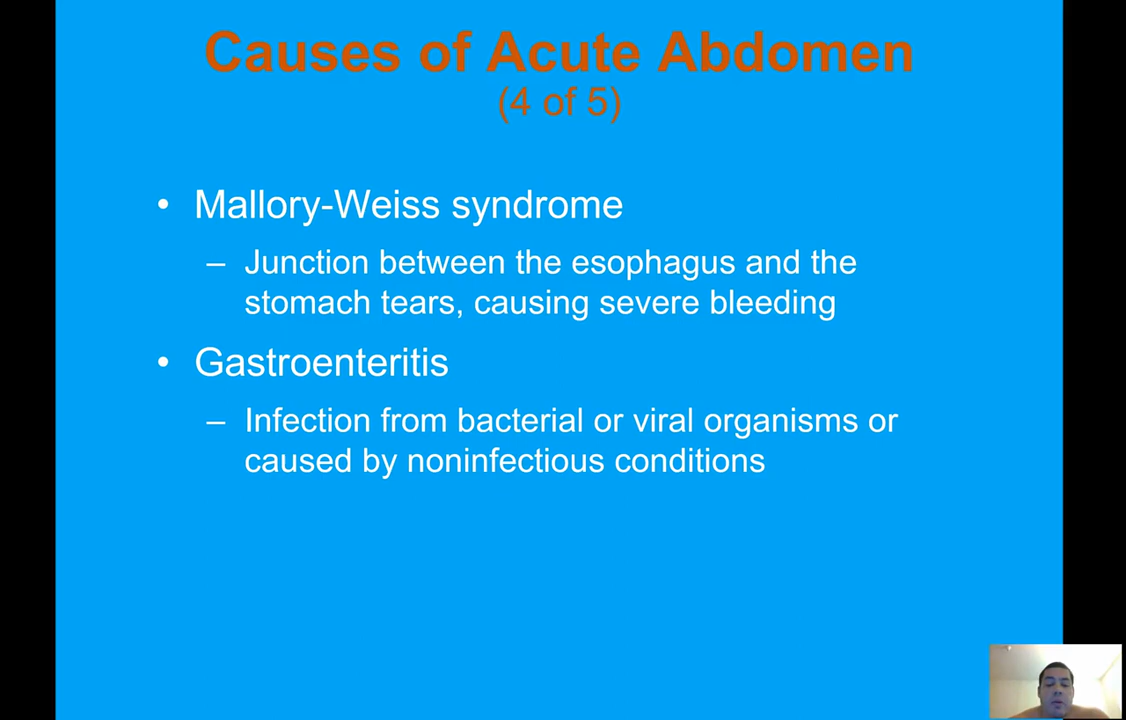 Causes of Acute Abdomen
(4 of 5)
• Mallory-Weiss syndrome
– Junction between the esophagus and the
stomach tears, causing severe bleeding
• Gastroenteritis
– Infection from bacterial or viral organisms or
caused by noninfectious conditions